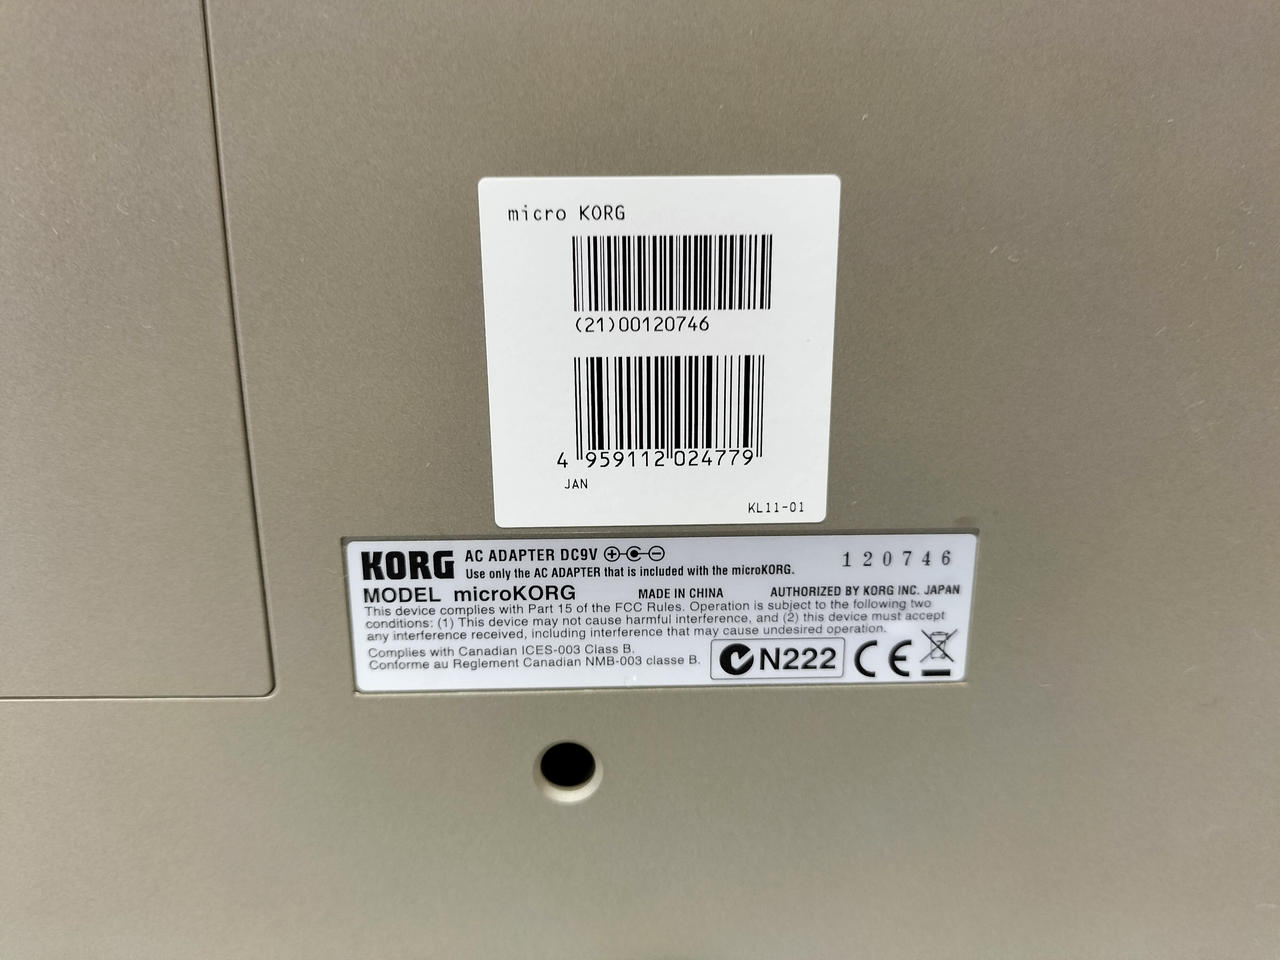 micro KORG
(21)00120746
4 959112 024779
JAN
KL11-01
KORG AC ADAPTER DC9V
120746
Use only the AC ADAPTER that is included with the microKORG.
MODEL microKORG MADE IN CHINA AUTHORIZED BY KORG INC. JAPAN
This device complies with Part 15 of the FCC Rules. Operation is subject to the following two
conditions: (1) This device may not cause harmful interference, and (2) this device must accept
any interference received, including interference that may cause undesired operation.
Complies with Canadian ICES-003 Class B.
Conforme au Reglement Canadien NMB-003 classe B.
N222 CE